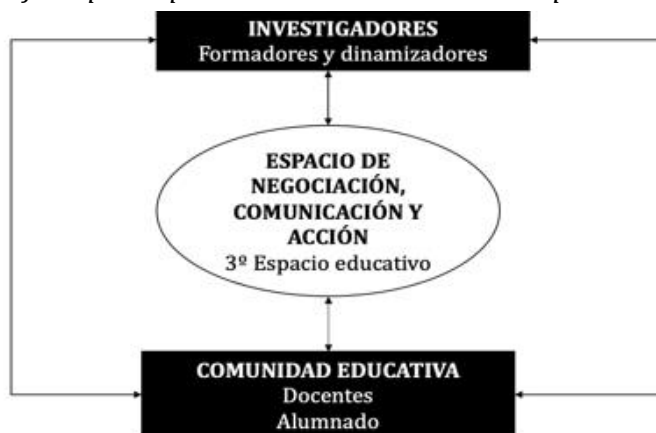 INVESTIGADORES
Formadores y dinamizadores
ESPACIO DE
NEGOCIACIÓN,
COMUNICACIÓN Y
ACCIÓN
3º Espacio educativo
COMUNIDAD EDUCATIVA
Docentes
Alumnado